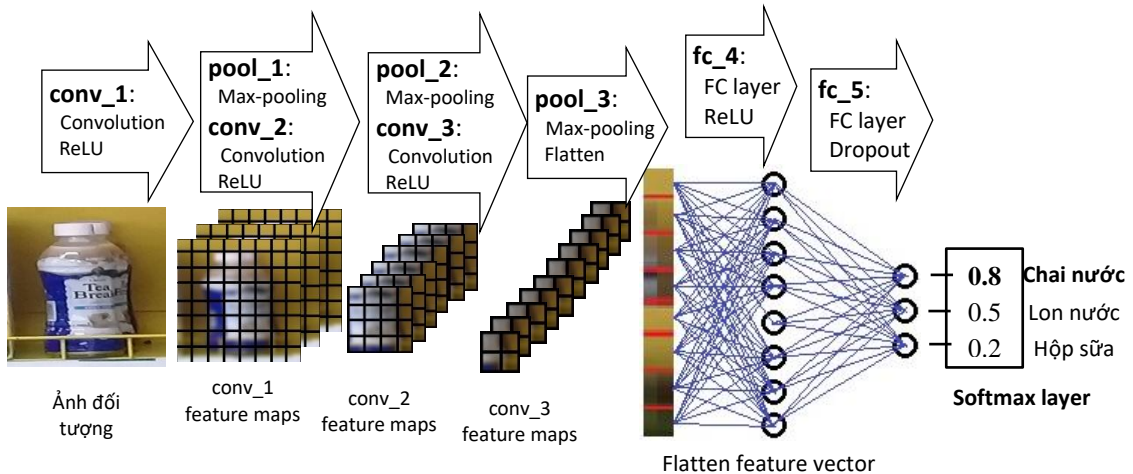 conv_1:
Convolution
ReLU
pool_1:
Max-pooling
conv_2:
Convolution
ReLU
pool_2:
Max-pooling
conv_3:
Convolution
ReLU
pool_3:
Max-pooling
Flatten
fc_4:
FC layer
ReLU
fc_5:
FC layer
Dropout
Tea
Break
0.8 Chai nước
0.5 Lon nước
0.2 Hộp sữa
Softmax layer
Ảnh đối
tượng
conv_1
feature maps
conv_2
feature maps
conv_3
feature maps
Flatten feature vector